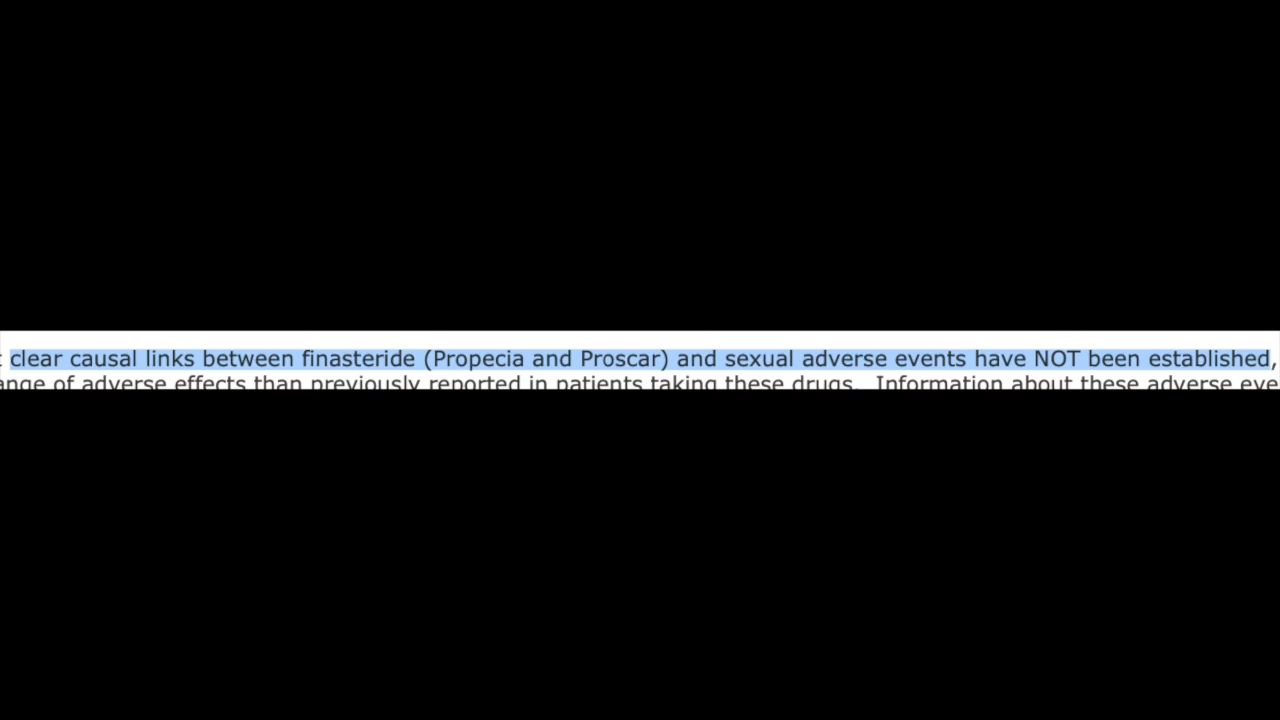 clear causal links between finasteride (Propecia and Proscar) and sexual adverse events have NOT been established,
of adverse effects than previously reported in patients taking these drugs. Information about these adverse